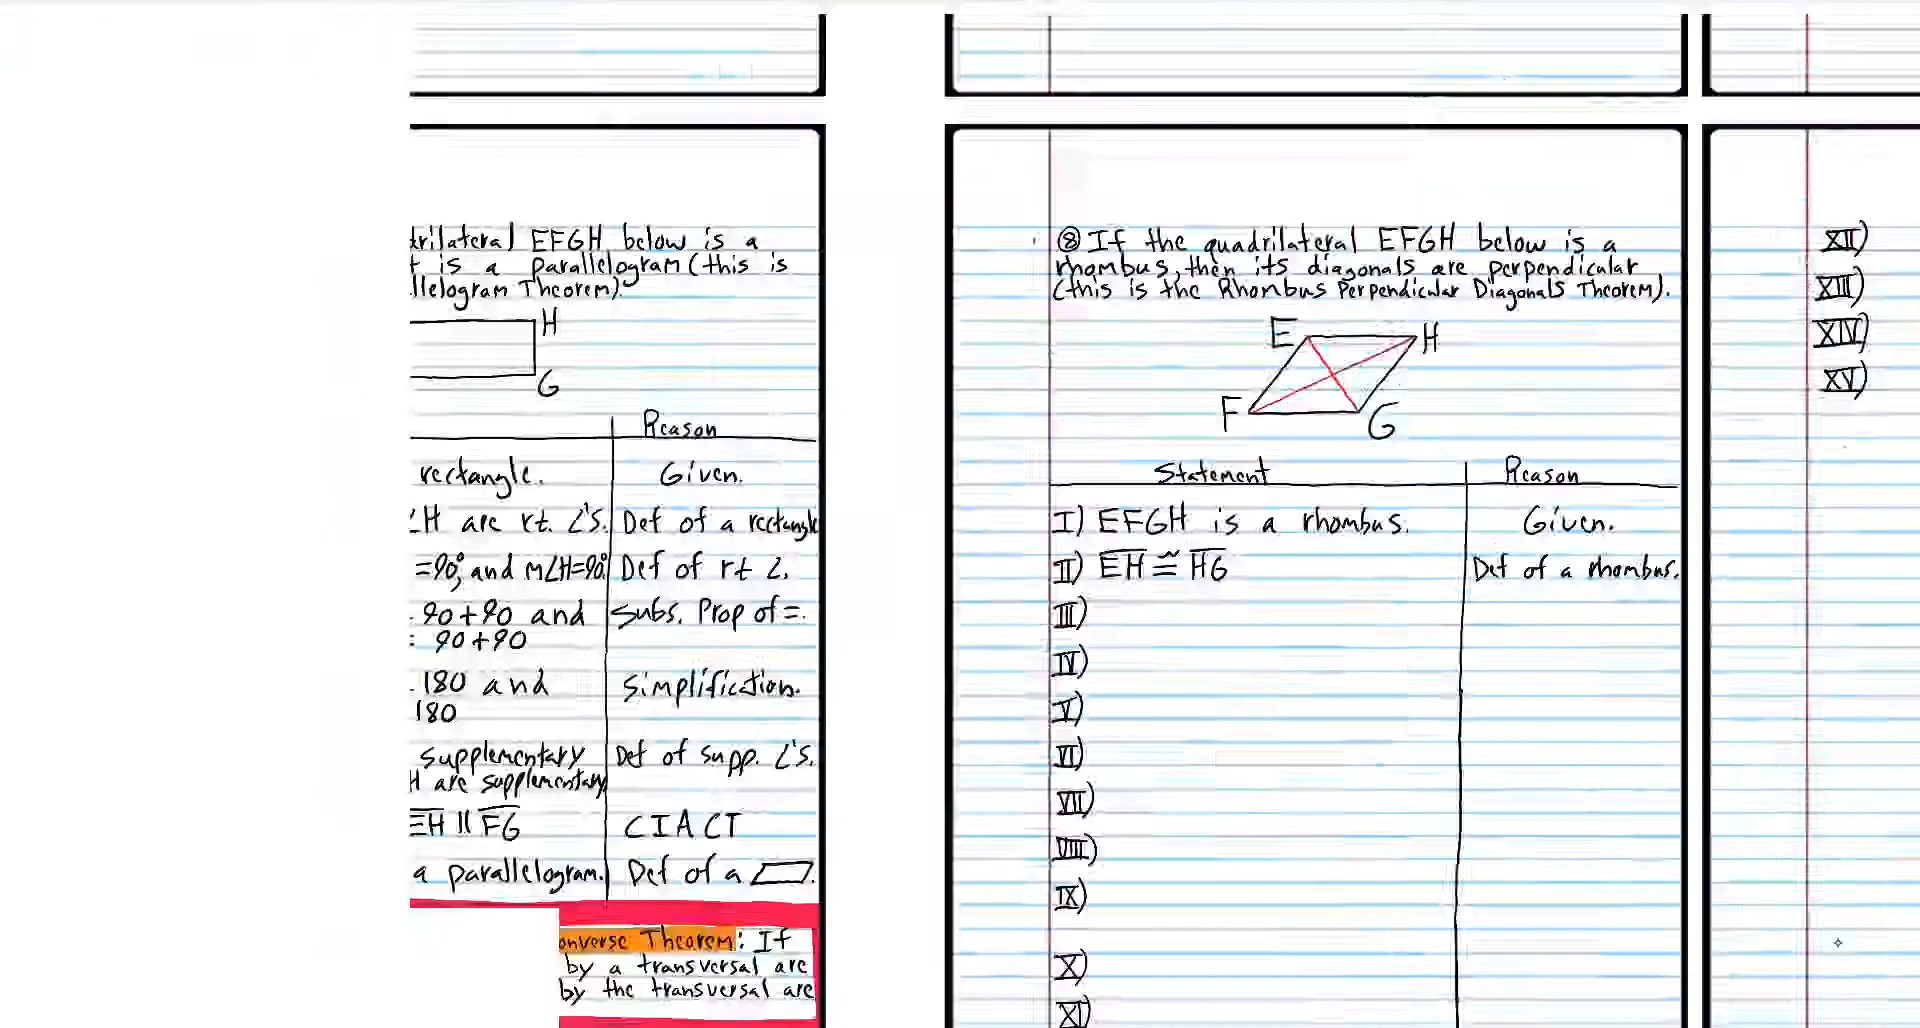 trilateral EFGH below is a
t is a parallelogram (this is
llelogram Theorem).
H
G
Reason
rectangle. Given.
∠H are rt. ∠'s. Def of a rectangle
=90°, and m∠H=90° Def of rt ∠.
. 90+90 and Subs. Prop of =.
: 90+90
. 180 and Simplification.
180
supplementary Def of supp. ∠'s.
H are supplementary
EH || FG CIACT
a parallelogram. Def of a ▱.
onverse Theorem: If
by a transversal are
by the transversal are
⑧ If the quadrilateral EFGH below is a
rhombus, then its diagonals are perpendicular
(this is the Rhombus Perpendicular Diagonals Theorem).
E H
F G
Statement Reason
I) EFGH is a rhombus. Given.
II) EH ≅ HG Def of a rhombus.
III)
IV)
V)
VI)
VII)
VIII)
IX)
X)
XI)
XII)
XIII)
XIV)
XV)